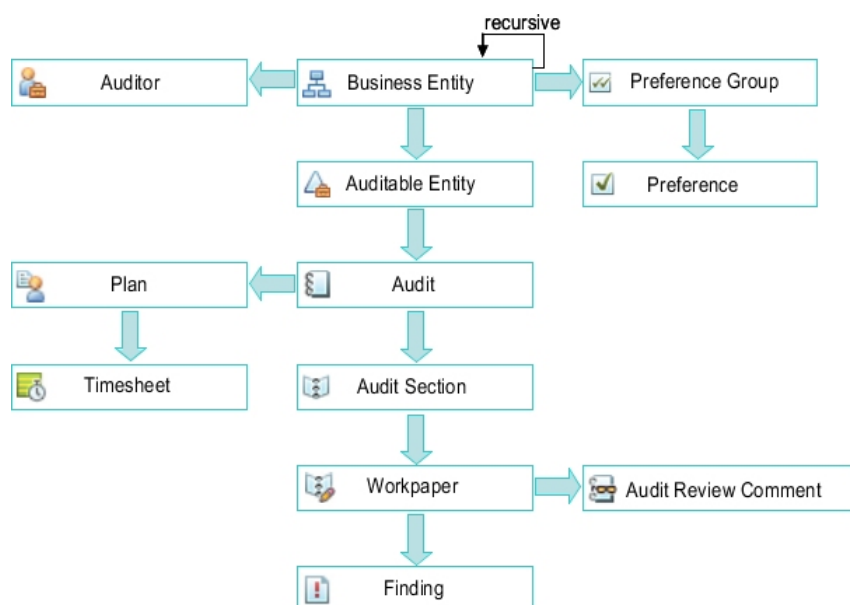 recursive
Auditor
Business Entity
Preference Group
Auditable Entity
Preference
Plan
Audit
Timesheet
Audit Section
Workpaper
Audit Review Comment
Finding